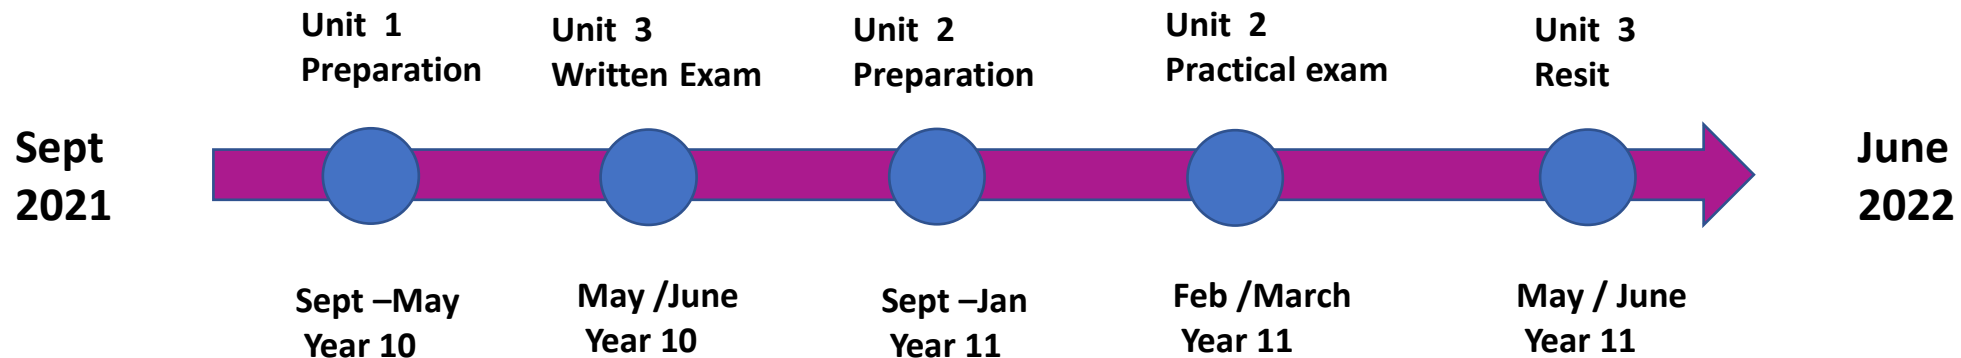 Unit 1
Preparation
Unit 3
Written Exam
Unit 2
Preparation
Unit 2
Practical exam
Unit 3
Resit
Sept
2021
June
2022
Sept –May
Year 10
May /June
Year 10
Sept –Jan
Year 11
Feb /March
Year 11
May / June
Year 11